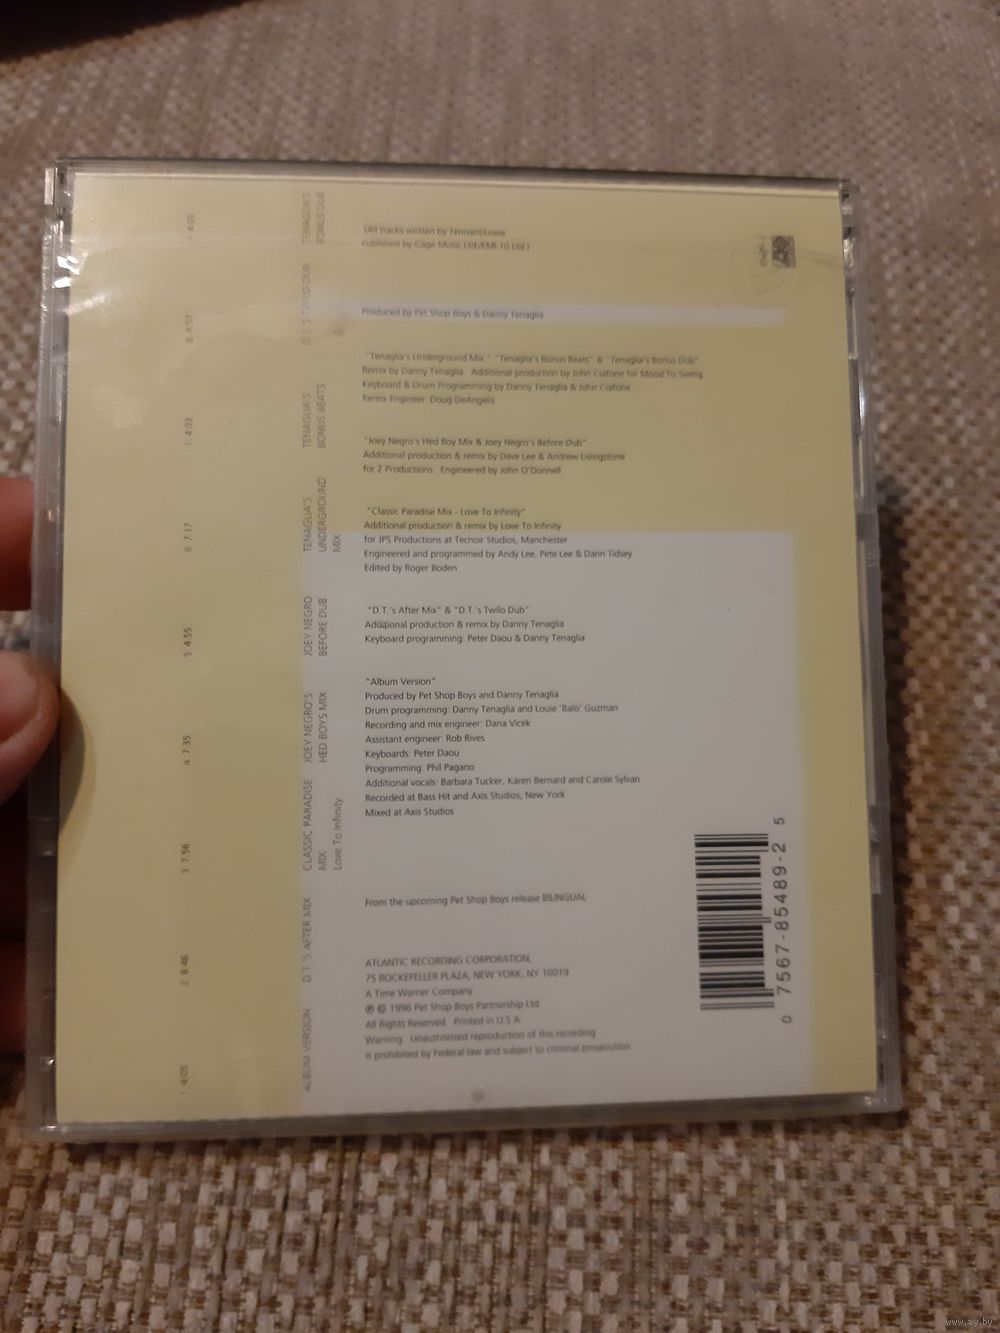 (All tracks written by Tennant/Lowe
Published by Cage Music Ltd./EMI 10 Ltd.)
Produced by Pet Shop Boys & Danny Tenaglia
"Tenaglia's Underground Mix," "Tenaglia's Bonus Beats" & "Tenaglia's Bonus Dub"
Remix by Danny Tenaglia. Additional production by John Ciafone for Mood To Swing.
Keyboard & Drum Programming by Danny Tenaglia & John Ciafone
Remix Engineer: Doug DeAngelis
"Joey Negro's Hed Boy Mix & Joey Negro's Before Dub"
Additional production & remix by Dave Lee & Andrew Livingstone
for Z Productions. Engineered by John O'Donnell
"Classic Paradise Mix - Love To Infinity"
Additional production & remix by Love To Infinity
for JPS Productions at Tecnoir Studios, Manchester
Engineered and programmed by Andy Lee, Pete Lee & Darin Tidsey
Edited by Roger Boden
"D.T.'s After Mix" & "D.T.'s Twilo Dub"
Additional production & remix by Danny Tenaglia
Keyboard programming: Peter Daou & Danny Tenaglia
"Album Version"
Produced by Pet Shop Boys and Danny Tenaglia
Drum programming: Danny Tenaglia and Louie 'Balo' Guzman
Recording and mix engineer: Dana Vlcek
Assistant engineer: Rob Rives
Keyboards: Peter Daou
Programming: Phil Pagano
Additional vocals: Barbara Tucker, Karen Bernard and Carole Sylvan
Recorded at Bass Hit and Axis Studios, New York
Mixed at Axis Studios
From the upcoming Pet Shop Boys release BILINGUAL
ATLANTIC RECORDING CORPORATION,
75 ROCKEFELLER PLAZA, NEW YORK, NY 10019
A Time Warner Company
℗ © 1996 Pet Shop Boys Partnership Ltd.
All Rights Reserved. Printed in U.S.A.
Warning: Unauthorized reproduction of this recording
is prohibited by Federal law and subject to criminal prosecution.
ALBUM VERSION
D.T.'S AFTER MIX
CLASSIC PARADISE
MIX
Love To Infinity
JOEY NEGRO'S
HED BOYS MIX
JOEY NEGRO
BEFORE DUB
TENAGLIA'S
UNDERGROUND
MIX
TENAGLIA'S
BONUS BEATS
D.T.'S TWILO DUB
TENAGLIA'S
BONUS DUB
1 4:05
2 8:46
3 7:56
4 7:35
5 4:55
6 7:17
7 4:03
8
4:03
0 7567-85489-2 5
www.ay.by